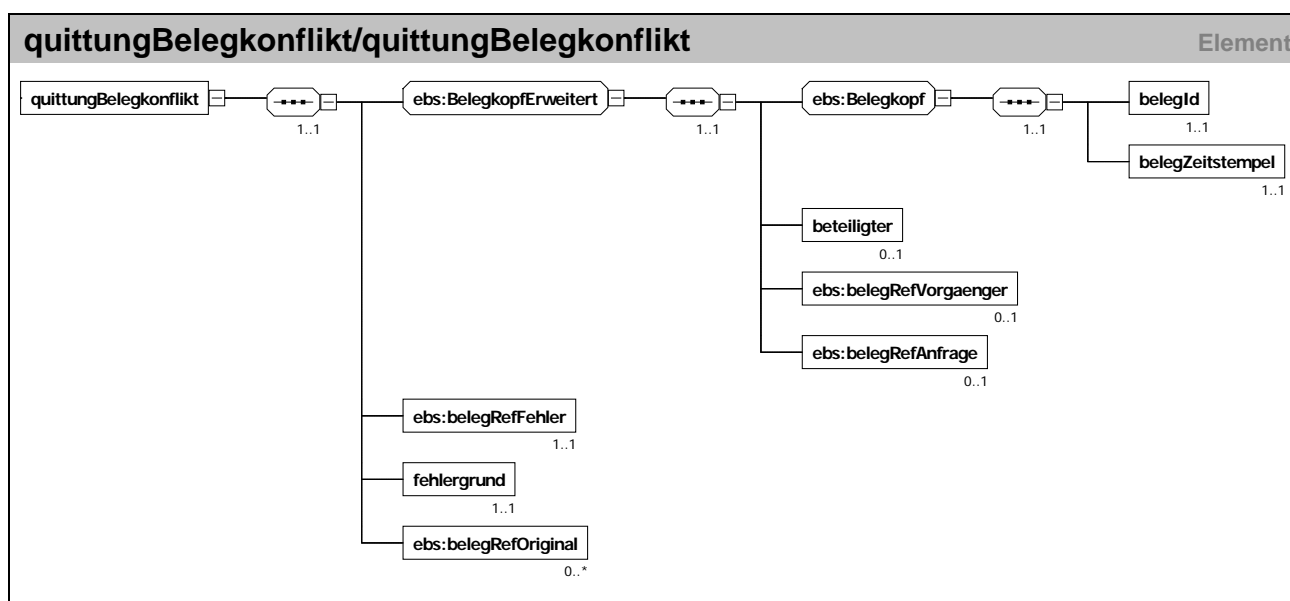 quittungBelegkonflikt/quittungBelegkonflikt Element
quittungBelegkonflikt ebs:BelegkopfErweitert ebs:Belegkopf belegId
1..1 1..1 1..1 1..1
belegZeitstempel
1..1
beteiligter
0..1
ebs:belegRefVorgaenger
0..1
ebs:belegRefAnfrage
0..1
ebs:belegRefFehler
1..1
fehlergrund
1..1
ebs:belegRefOriginal
0..*